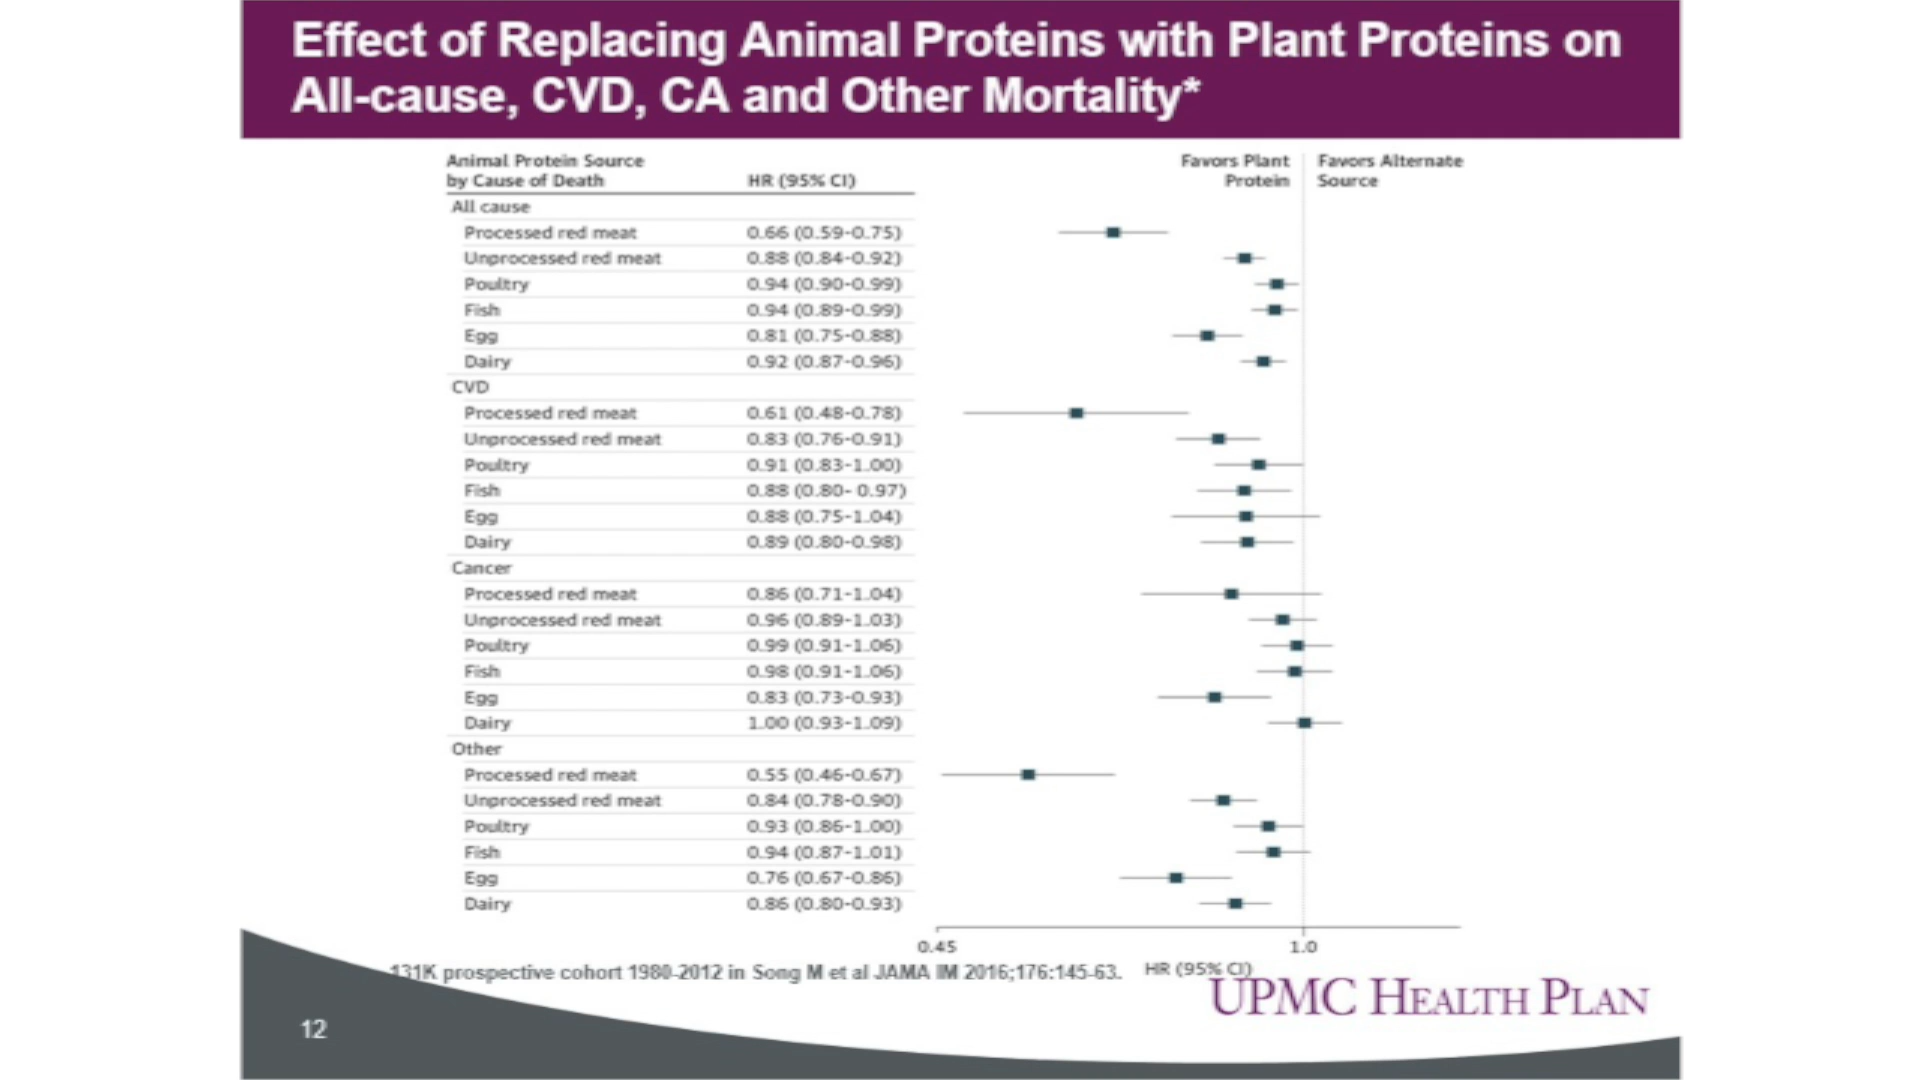 Effect of Replacing Animal Proteins with Plant Proteins on
All-cause, CVD, CA and Other Mortality*
Animal Protein Source
by Cause of Death HR (95% CI)
Favors Plant
Protein
Favors Alternate
Source
All cause
Processed red meat 0.66 (0.59-0.75)
Unprocessed red meat 0.88 (0.84-0.92)
Poultry 0.94 (0.90-0.99)
Fish 0.94 (0.89-0.99)
Egg 0.81 (0.75-0.88)
Dairy 0.92 (0.87-0.96)
CVD
Processed red meat 0.61 (0.48-0.78)
Unprocessed red meat 0.83 (0.76-0.91)
Poultry 0.91 (0.83-1.00)
Fish 0.88 (0.80- 0.97)
Egg 0.88 (0.75-1.04)
Dairy 0.89 (0.80-0.98)
Cancer
Processed red meat 0.86 (0.71-1.04)
Unprocessed red meat 0.96 (0.89-1.03)
Poultry 0.99 (0.91-1.06)
Fish 0.98 (0.91-1.06)
Egg 0.83 (0.73-0.93)
Dairy 1.00 (0.93-1.09)
Other
Processed red meat 0.55 (0.46-0.67)
Unprocessed red meat 0.84 (0.78-0.90)
Poultry 0.93 (0.86-1.00)
Fish 0.94 (0.87-1.01)
Egg 0.76 (0.67-0.86)
Dairy 0.86 (0.80-0.93)
0.45 1.0
HR (95% CI)
131K prospective cohort 1980-2012 in Song M et al JAMA IM 2016;176:145-63.
UPMC HEALTH PLAN
12